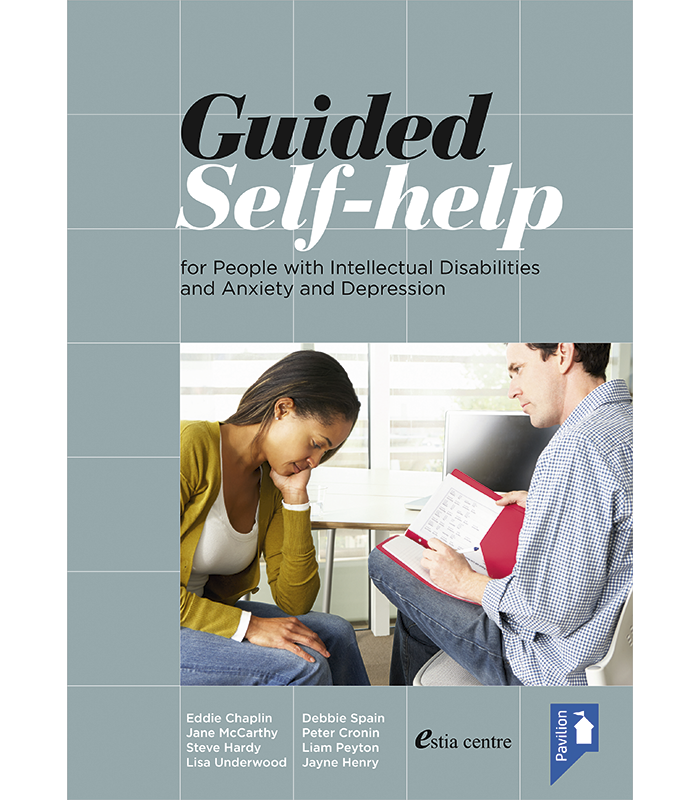 Guided
Self-help
for People with Intellectual Disabilities
and Anxiety and Depression
Eddie Chaplin
Jane McCarthy
Steve Hardy
Lisa Underwood
Debbie Spain
Peter Cronin
Liam Peyton
Jayne Henry
estia centre
Pavilion